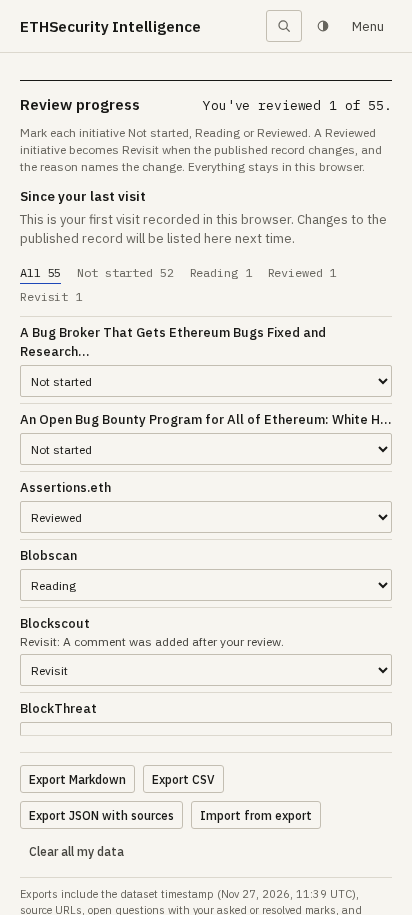 ETHSecurity Intelligence
Menu
Review progress
You've reviewed 1 of 55.
Mark each initiative Not started, Reading or Reviewed. A Reviewed
initiative becomes Revisit when the published record changes, and
the reason names the change. Everything stays in this browser.
Since your last visit
This is your first visit recorded in this browser. Changes to the
published record will be listed here next time.
All 55 Not started 52 Reading 1 Reviewed 1
Revisit 1
A Bug Broker That Gets Ethereum Bugs Fixed and
Research...
Not started
An Open Bug Bounty Program for All of Ethereum: White H...
Not started
Assertions.eth
Reviewed
Blobscan
Reading
Blockscout
Revisit: A comment was added after your review.
Revisit
BlockThreat
Export Markdown
Export CSV
Export JSON with sources
Import from export
Clear all my data
Exports include the dataset timestamp (Nov 27, 2026, 11:39 UTC),
source URLs, open questions with your asked or resolved marks, and